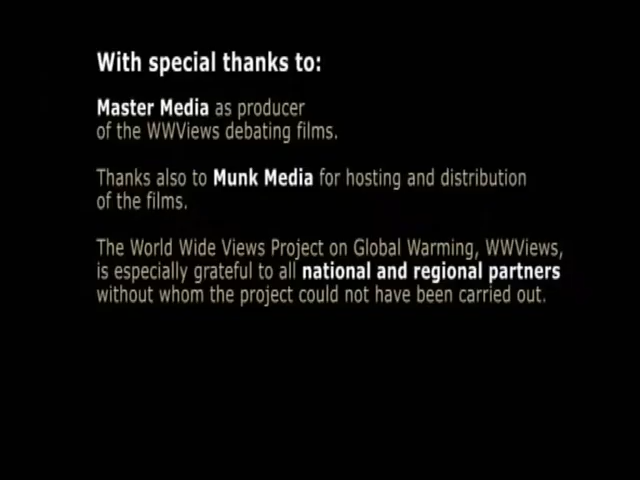 With special thanks to:
Master Media as producer
of the WWViews debating films.
Thanks also to Munk Media for hosting and distribution
of the films.
The World Wide Views Project on Global Warming, WWViews,
is especially grateful to all national and regional partners
without whom the project could not have been carried out.